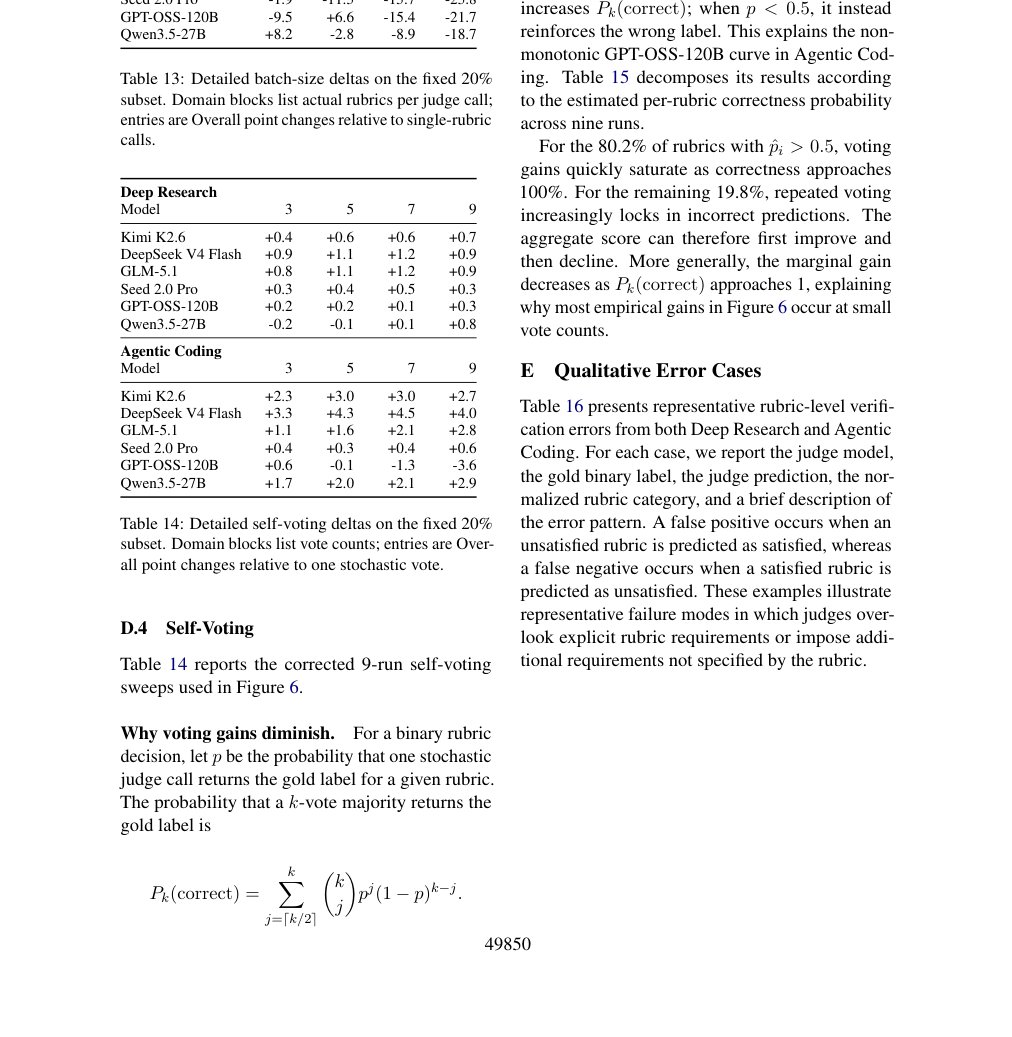 GPT-OSS-120B -9.5 +6.6 -15.4 -21.7
Qwen3.5-27B +8.2 -2.8 -8.9 -18.7
Table 13: Detailed batch-size deltas on the fixed 20%
subset. Domain blocks list actual rubrics per judge call;
entries are Overall point changes relative to single-rubric
calls.
Deep Research
Model 3 5 7 9
Kimi K2.6 +0.4 +0.6 +0.6 +0.7
DeepSeek V4 Flash +0.9 +1.1 +1.2 +0.9
GLM-5.1 +0.8 +1.1 +1.2 +0.9
Seed 2.0 Pro +0.3 +0.4 +0.5 +0.3
GPT-OSS-120B +0.2 +0.2 +0.1 +0.3
Qwen3.5-27B -0.2 -0.1 +0.1 +0.8
Agentic Coding
Model 3 5 7 9
Kimi K2.6 +2.3 +3.0 +3.0 +2.7
DeepSeek V4 Flash +3.3 +4.3 +4.5 +4.0
GLM-5.1 +1.1 +1.6 +2.1 +2.8
Seed 2.0 Pro +0.4 +0.3 +0.4 +0.6
GPT-OSS-120B +0.6 -0.1 -1.3 -3.6
Qwen3.5-27B +1.7 +2.0 +2.1 +2.9
Table 14: Detailed self-voting deltas on the fixed 20%
subset. Domain blocks list vote counts; entries are Over-
all point changes relative to one stochastic vote.
D.4 Self-Voting
Table 14 reports the corrected 9-run self-voting
sweeps used in Figure 6.
Why voting gains diminish. For a binary rubric
decision, let p be the probability that one stochastic
judge call returns the gold label for a given rubric.
The probability that a k-vote majority returns the
gold label is
P_k(correct) = \sum_{j=⌈k/2⌉}^{k} \binom{k}{j} p^j (1 − p)^{k−j}.
increases P_k(correct); when p < 0.5, it instead
reinforces the wrong label. This explains the non-
monotonic GPT-OSS-120B curve in Agentic Cod-
ing. Table 15 decomposes its results according
to the estimated per-rubric correctness probability
across nine runs.
For the 80.2% of rubrics with p̂_i > 0.5, voting
gains quickly saturate as correctness approaches
100%. For the remaining 19.8%, repeated voting
increasingly locks in incorrect predictions. The
aggregate score can therefore first improve and
then decline. More generally, the marginal gain
decreases as P_k(correct) approaches 1, explaining
why most empirical gains in Figure 6 occur at small
vote counts.
E Qualitative Error Cases
Table 16 presents representative rubric-level verifi-
cation errors from both Deep Research and Agentic
Coding. For each case, we report the judge model,
the gold binary label, the judge prediction, the nor-
malized rubric category, and a brief description of
the error pattern. A false positive occurs when an
unsatisfied rubric is predicted as satisfied, whereas
a false negative occurs when a satisfied rubric is
predicted as unsatisfied. These examples illustrate
representative failure modes in which judges over-
look explicit rubric requirements or impose addi-
tional requirements not specified by the rubric.
49850